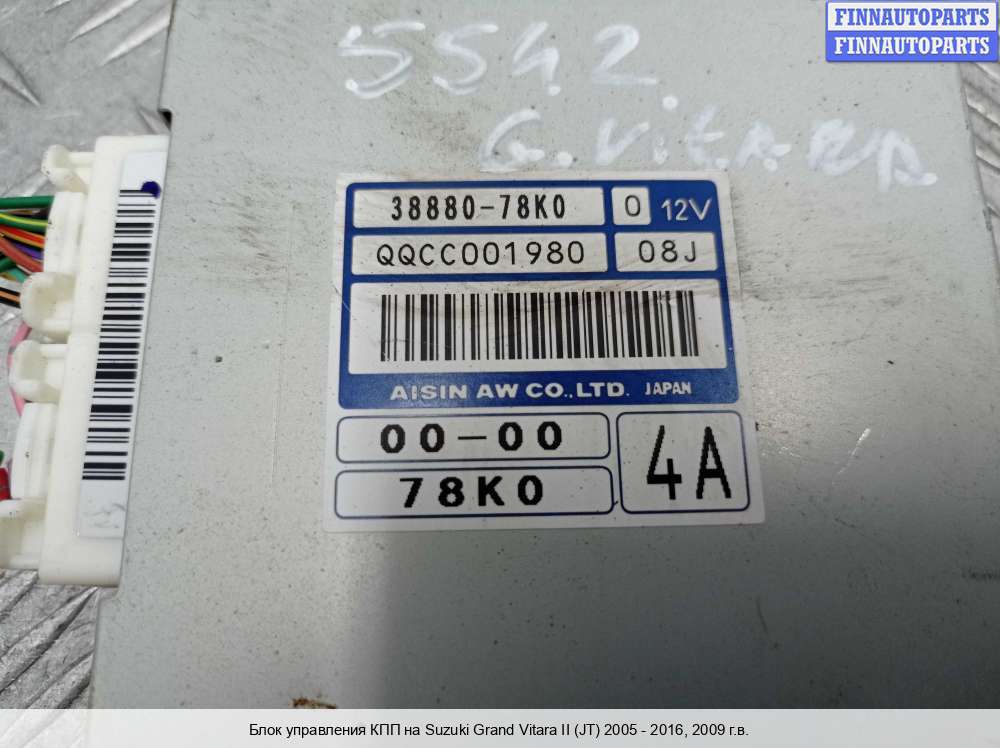 FINNAUTOPARTS
FINNAUTOPARTS
5542
G. VitARA
38880-78K0 0 12V
QQCC001980 08J
AISIN AW CO.,LTD. JAPAN
00-00
78K0
4A
Блок управления КПП на Suzuki Grand Vitara II (JT) 2005 - 2016, 2009 г.в.